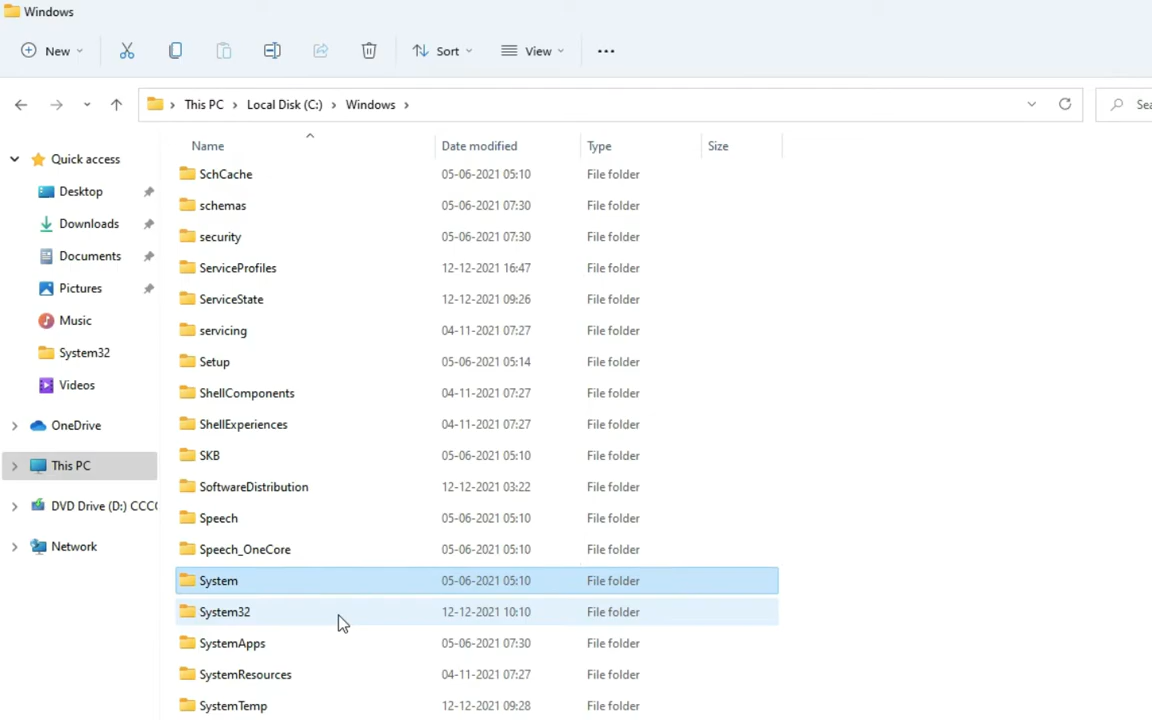 Windows
New
Sort
View
This PC > Local Disk (C:) > Windows >
Sea
Name Date modified Type Size
Quick access
Desktop
Downloads
Documents
Pictures
Music
System32
Videos
OneDrive
This PC
DVD Drive (D:) CCC
Network
SchCache 05-06-2021 05:10 File folder
schemas 05-06-2021 07:30 File folder
security 05-06-2021 07:30 File folder
ServiceProfiles 12-12-2021 16:47 File folder
ServiceState 12-12-2021 09:26 File folder
servicing 04-11-2021 07:27 File folder
Setup 05-06-2021 05:14 File folder
ShellComponents 04-11-2021 07:27 File folder
ShellExperiences 04-11-2021 07:27 File folder
SKB 05-06-2021 05:10 File folder
SoftwareDistribution 12-12-2021 03:22 File folder
Speech 05-06-2021 05:10 File folder
Speech_OneCore 05-06-2021 05:10 File folder
System 05-06-2021 05:10 File folder
System32 12-12-2021 10:10 File folder
SystemApps 05-06-2021 07:30 File folder
SystemResources 04-11-2021 07:27 File folder
SystemTemp 12-12-2021 09:28 File folder